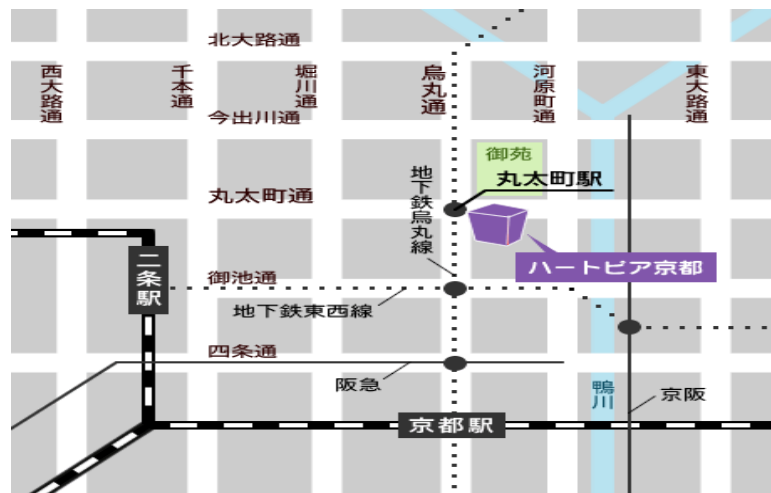 北大路通
西大路通
千本通
堀川通
烏丸通
河原町通
東大路通
今出川通
御苑
丸太町駅
地下鉄烏丸線
丸太町通
二条駅
ハートピア京都
御池通
地下鉄東西線
四条通
阪急
鴨川
京阪
京都駅